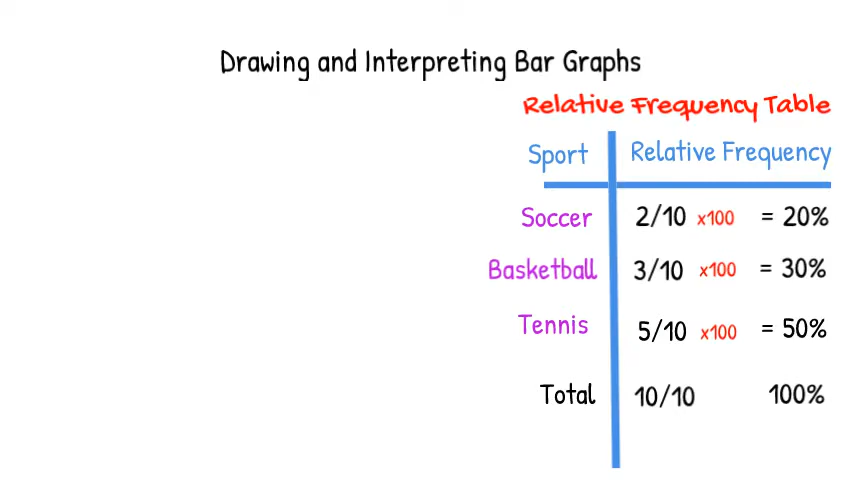 Drawing and Interpreting Bar Graphs
Relative Frequency Table
Sport Relative Frequency
Soccer 2/10 x100 = 20%
Basketball 3/10 x100 = 30%
Tennis 5/10 x100 = 50%
Total 10/10 100%